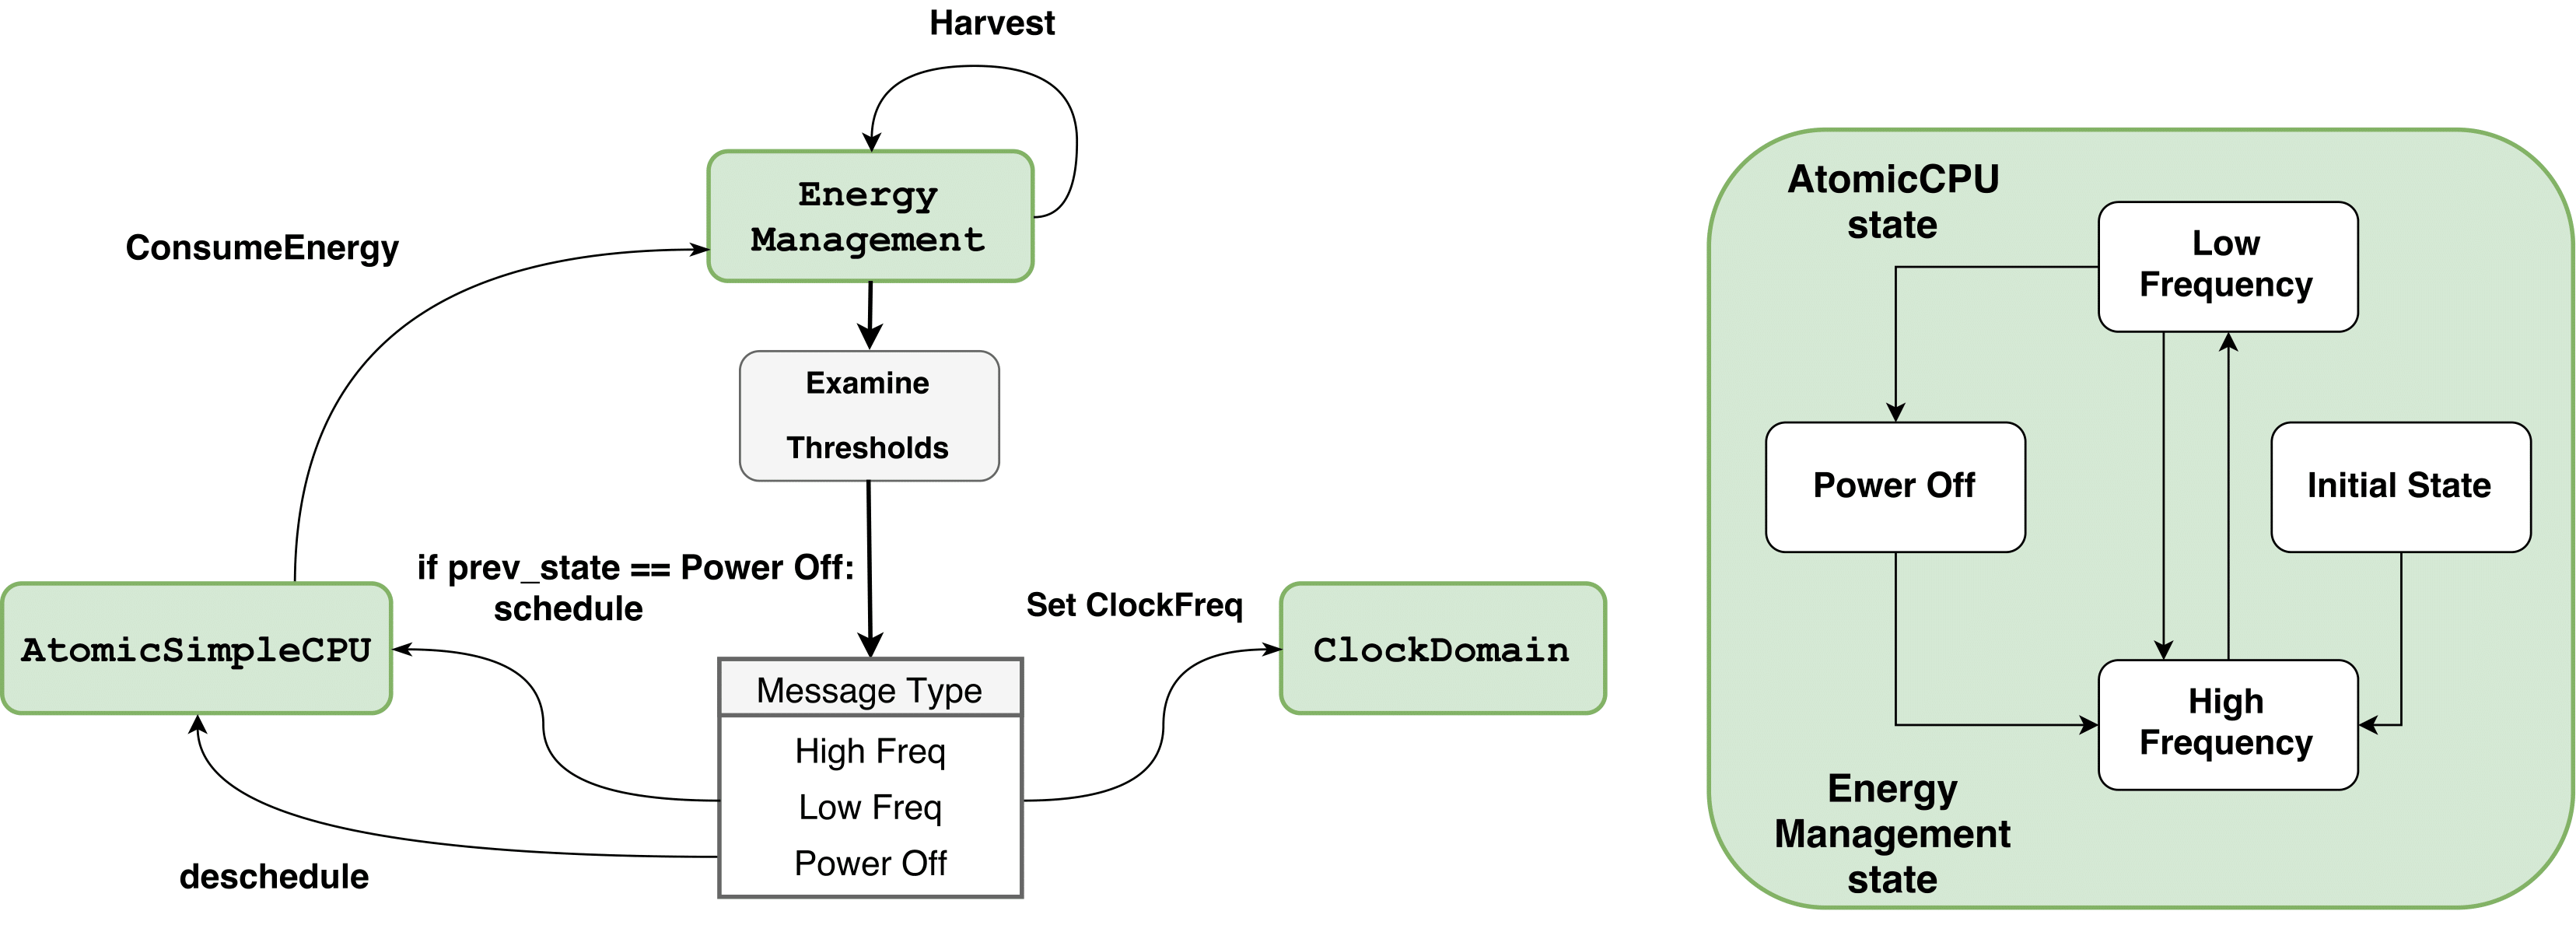 Harvest
Energy
Management
ConsumeEnergy
Examine
Thresholds
if prev_state == Power Off:
schedule
Set ClockFreq
AtomicSimpleCPU
ClockDomain
Message Type
High Freq
Low Freq
Power Off
deschedule
AtomicCPU
state
Low
Frequency
Power Off
Initial State
High
Frequency
Energy
Management
state